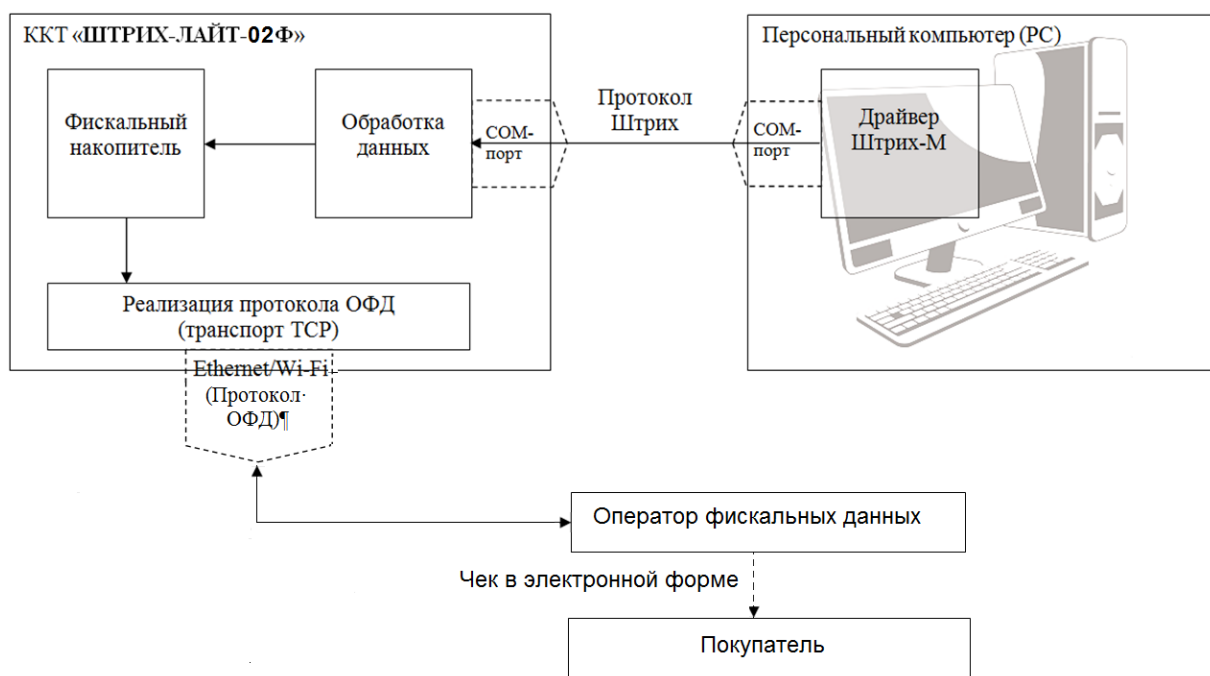 ККТ «ШТРИХ-ЛАЙТ-02Ф»
Персональный компьютер (PC)
Фискальный
накопитель
Обработка
данных
COM-
порт
Протокол
Штрих
COM-
порт
Драйвер
Штрих-М
Реализация протокола ОФД
(транспорт TCP)
Ethernet/Wi-Fi
(Протокол·
ОФД)¶
Оператор фискальных данных
Чек в электронной форме
Покупатель